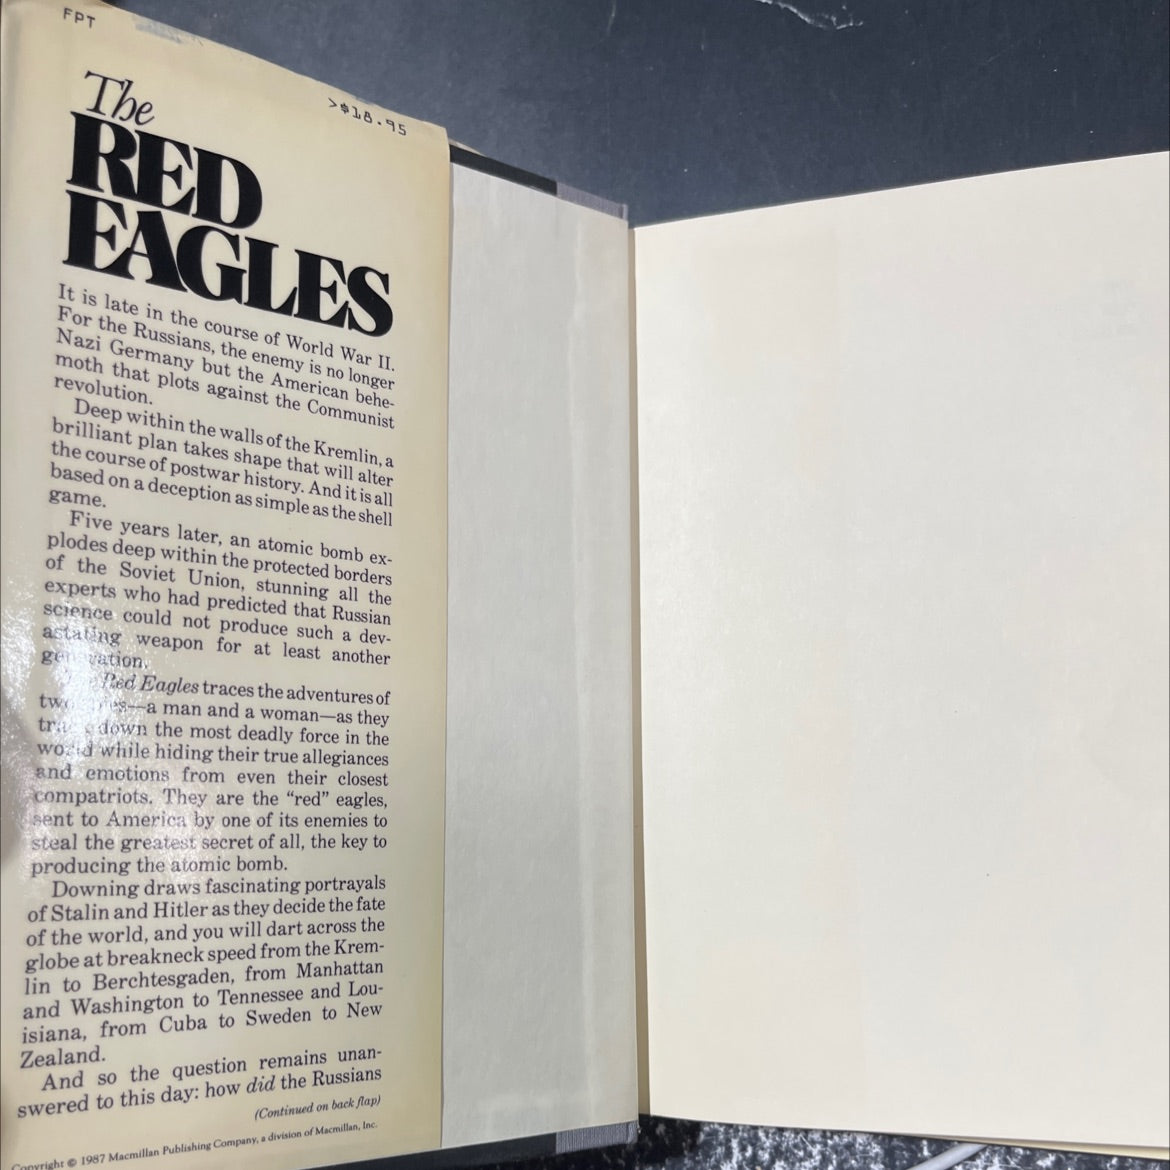 FPT
>$18.95
The
RED
EAGLES
It is late in the course of World War II.
For the Russians, the enemy is no longer
Nazi Germany but the American behe-
moth that plots against the Communist
revolution.
Deep within the walls of the Kremlin, a
brilliant plan takes shape that will alter
the course of postwar history. And it is all
based on a deception as simple as the shell
game.
Five years later, an atomic bomb ex-
plodes deep within the protected borders
of the Soviet Union, stunning all the
experts who had predicted that Russian
science could not produce such a dev-
astating weapon for at least another
generation.
Red Eagles traces the adventures of
two —a man and a woman—as they
down the most deadly force in the
world while hiding their true allegiances
and emotions from even their closest
compatriots. They are the “red” eagles,
sent to America by one of its enemies to
steal the greatest secret of all, the key to
producing the atomic bomb.
Downing draws fascinating portrayals
of Stalin and Hitler as they decide the fate
of the world, and you will dart across the
globe at breakneck speed from the Krem-
lin to Berchtesgaden, from Manhattan
and Washington to Tennessee and Lou-
isiana, from Cuba to Sweden to New
Zealand.
And so the question remains unan-
swered to this day: how did the Russians
(Continued on back flap)
Copyright © 1987 Macmillan Publishing Company, a division of Macmillan, Inc.